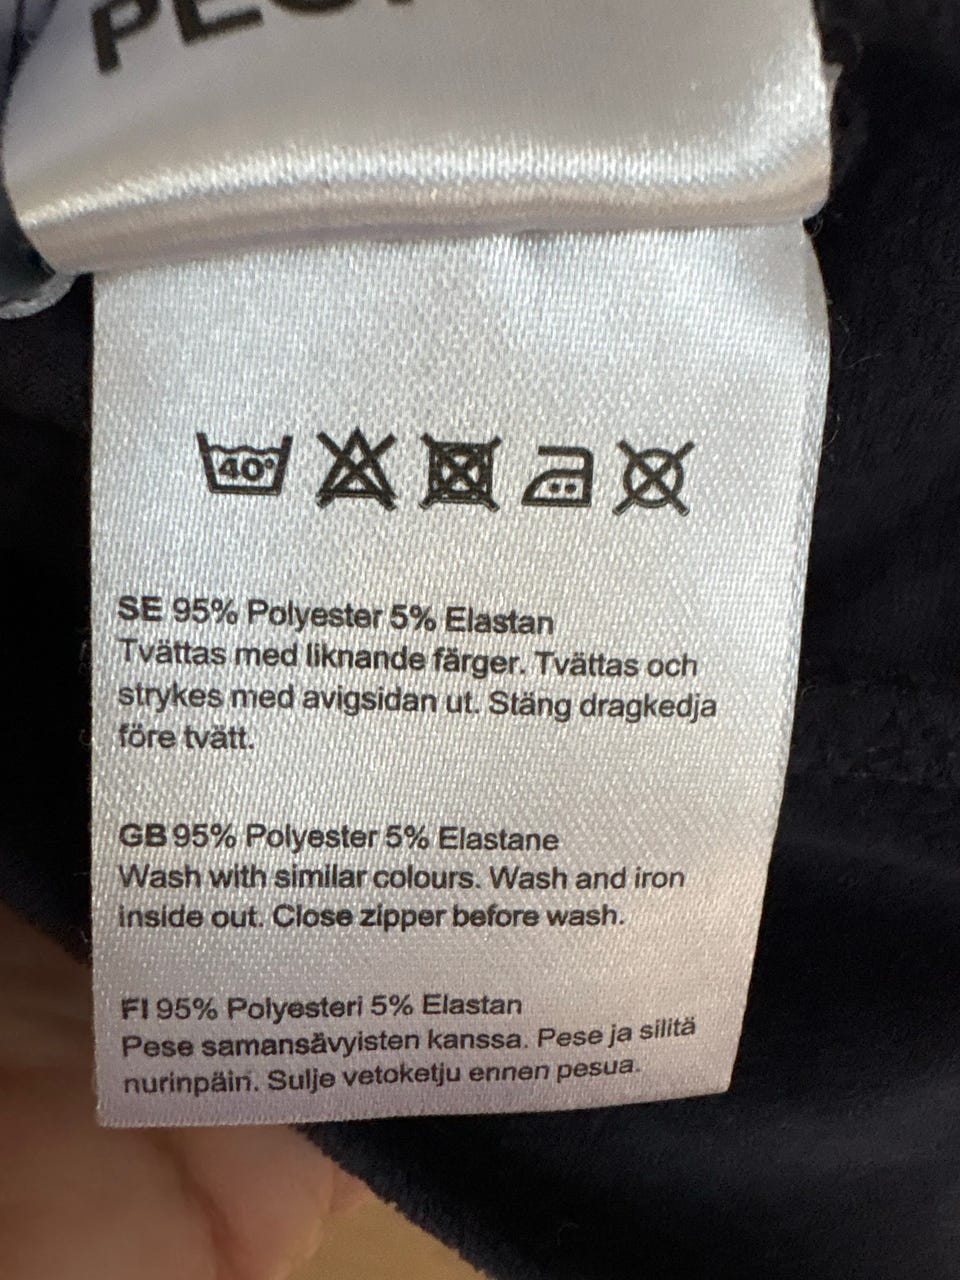 40°
SE 95% Polyester 5% Elastan
Tvättas med liknande färger. Tvättas och
strykes med avigsidan ut. Stäng dragkedja
före tvätt.
GB 95% Polyester 5% Elastane
Wash with similar colours. Wash and iron
inside out. Close zipper before wash.
FI 95% Polyesteri 5% Elastan
Pese samansävyisten kanssa. Pese ja silitä
nurinpäin. Sulje vetoketju ennen pesua.